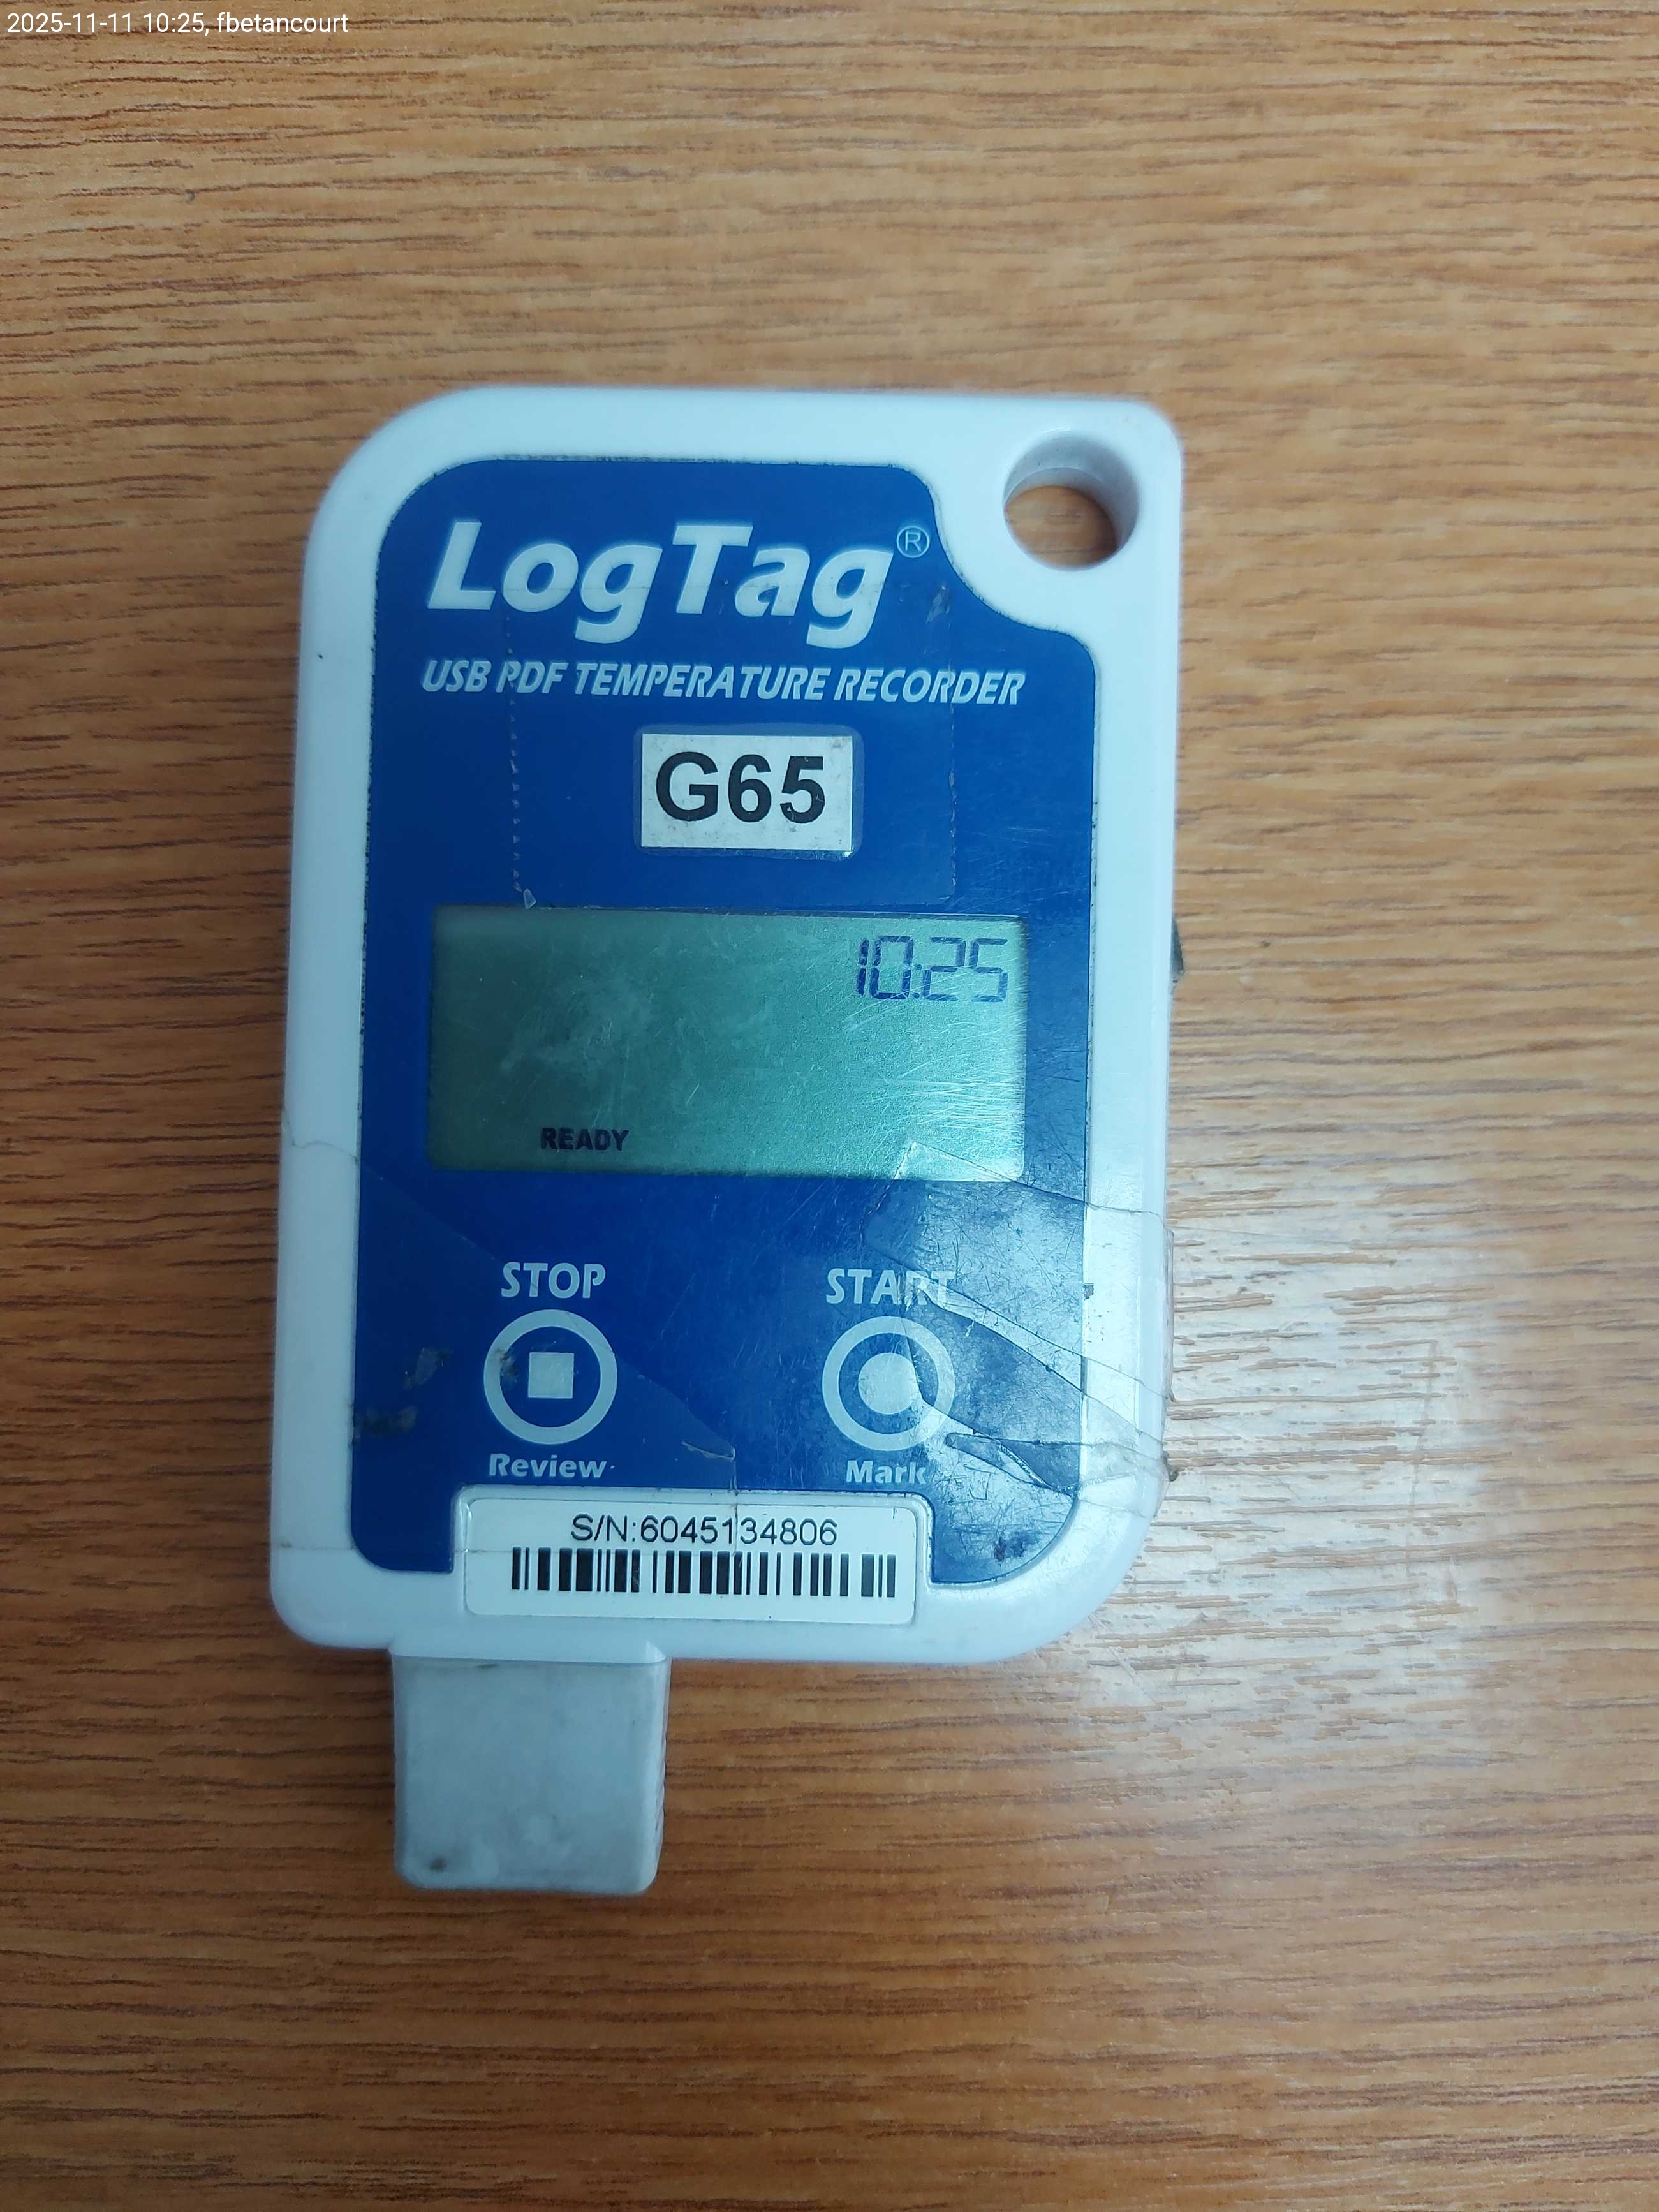 2025-11-11 10:25, fbetancourt
LogTag®
USB PDF TEMPERATURE RECORDER
G65
10:25
READY
STOP START
Review Mark
S/N:6045134806